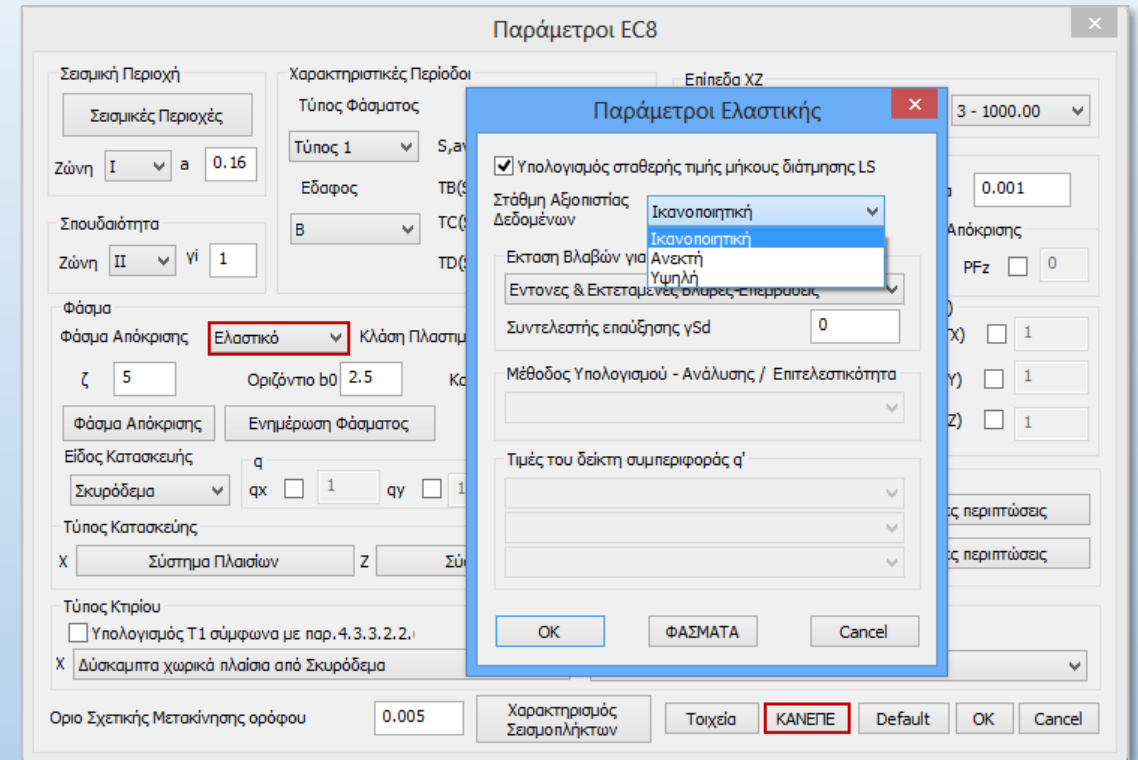 Παράμετροι EC8
Σεισμική Περιοχή
Σεισμικές Περιοχές
Ζώνη I a 0.16
Σπουδαιότητα
Ζώνη II γi 1
Χαρακτηριστικές Περίοδοι
Τύπος Φάσματος
Τύπος 1
Εδαφος
B
Επίπεδα XZ
3 - 1000.00
0.001
Απόκρισης
PFz 0
Φάσμα
Φάσμα Απόκρισης Ελαστικό
ζ 5 Οριζόντιο b0 2.5
Φάσμα Απόκρισης Ενημέρωση Φάσματος
Είδος Κατασκευής
Σκυρόδεμα
q
qx 1 qy 1
X) 1
Y) 1
Z) 1
Τύπος Κατασκεύης
X Σύστημα Πλαισίων Z
περιπτώσεις
περιπτώσεις
Τύπος Κτιρίου
Υπολογισμός T1 σύμφωνα με παρ.4.3.3.2.2.
X Δύσκαμπτα χωρικά πλαίσια από Σκυρόδεμα
Οριο Σχετικής Μετακίνησης ορόφου 0.005
Χαρακτηρισμός
Σεισμοπλήκτων
Τοιχεία ΚΑΝΕΠΕ Default OK Cancel
Παράμετροι Ελαστικής
Υπολογισμός σταθερής τιμής μήκους διάτμησης LS
Στάθμη Αξιοπιστίας
Δεδομένων
Ικανοποιητική
Ικανοποιητική
Ανεκτή
Υψηλή
Εκταση Βλαβών για
Εντονες & Εκτεταμένες Βλάβες-Επεμβάσεις
Συντελεστής επαύξησης γSd 0
Μέθοδος Υπολογισμού - Ανάλυσης / Επιτελεστικότητα
Τιμές του δείκτη συμπεριφοράς q'
OK ΦΑΣΜΑΤΑ Cancel